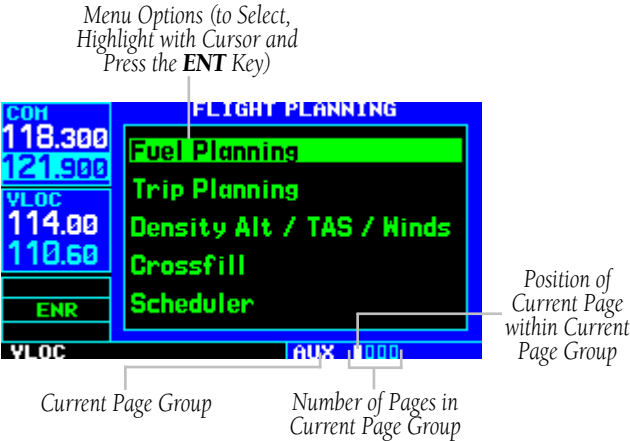 Menu Options (to Select,
Highlight with Cursor and
Press the ENT Key)
COM
118.300
121.900
VLOC
114.00
110.60
ENR
VLOC
FLIGHT PLANNING
Fuel Planning
Trip Planning
Density Alt / TAS / Winds
Crossfill
Scheduler
AUX
Position of
Current Page
within Current
Page Group
Current Page Group
Number of Pages in
Current Page Group